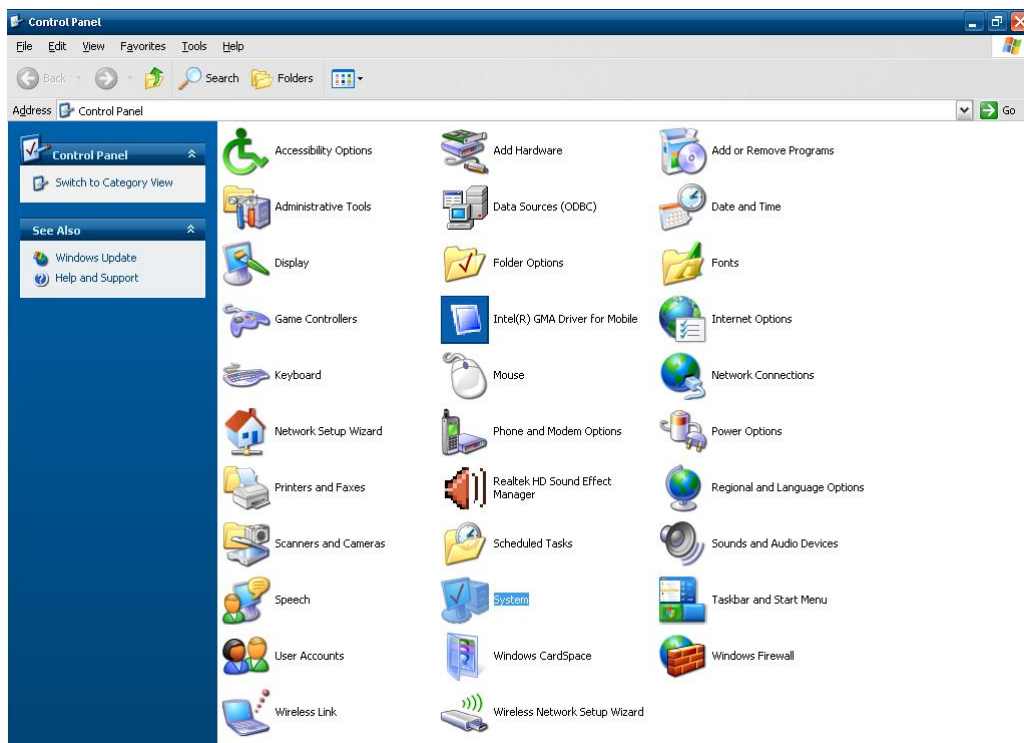 Control Panel
File Edit View Favorites Tools Help
Back Search Folders
Address Control Panel Go
Control Panel
Switch to Category View
See Also
Windows Update
Help and Support
Accessibility Options
Add Hardware
Add or Remove Programs
Administrative Tools
Data Sources (ODBC)
Date and Time
Display
Folder Options
Fonts
Game Controllers
Intel(R) GMA Driver for Mobile
Internet Options
Keyboard
Mouse
Network Connections
Network Setup Wizard
Phone and Modem Options
Power Options
Printers and Faxes
Realtek HD Sound Effect
Manager
Regional and Language Options
Scanners and Cameras
Scheduled Tasks
Sounds and Audio Devices
Speech
System
Taskbar and Start Menu
User Accounts
Windows CardSpace
Windows Firewall
Wireless Link
Wireless Network Setup Wizard